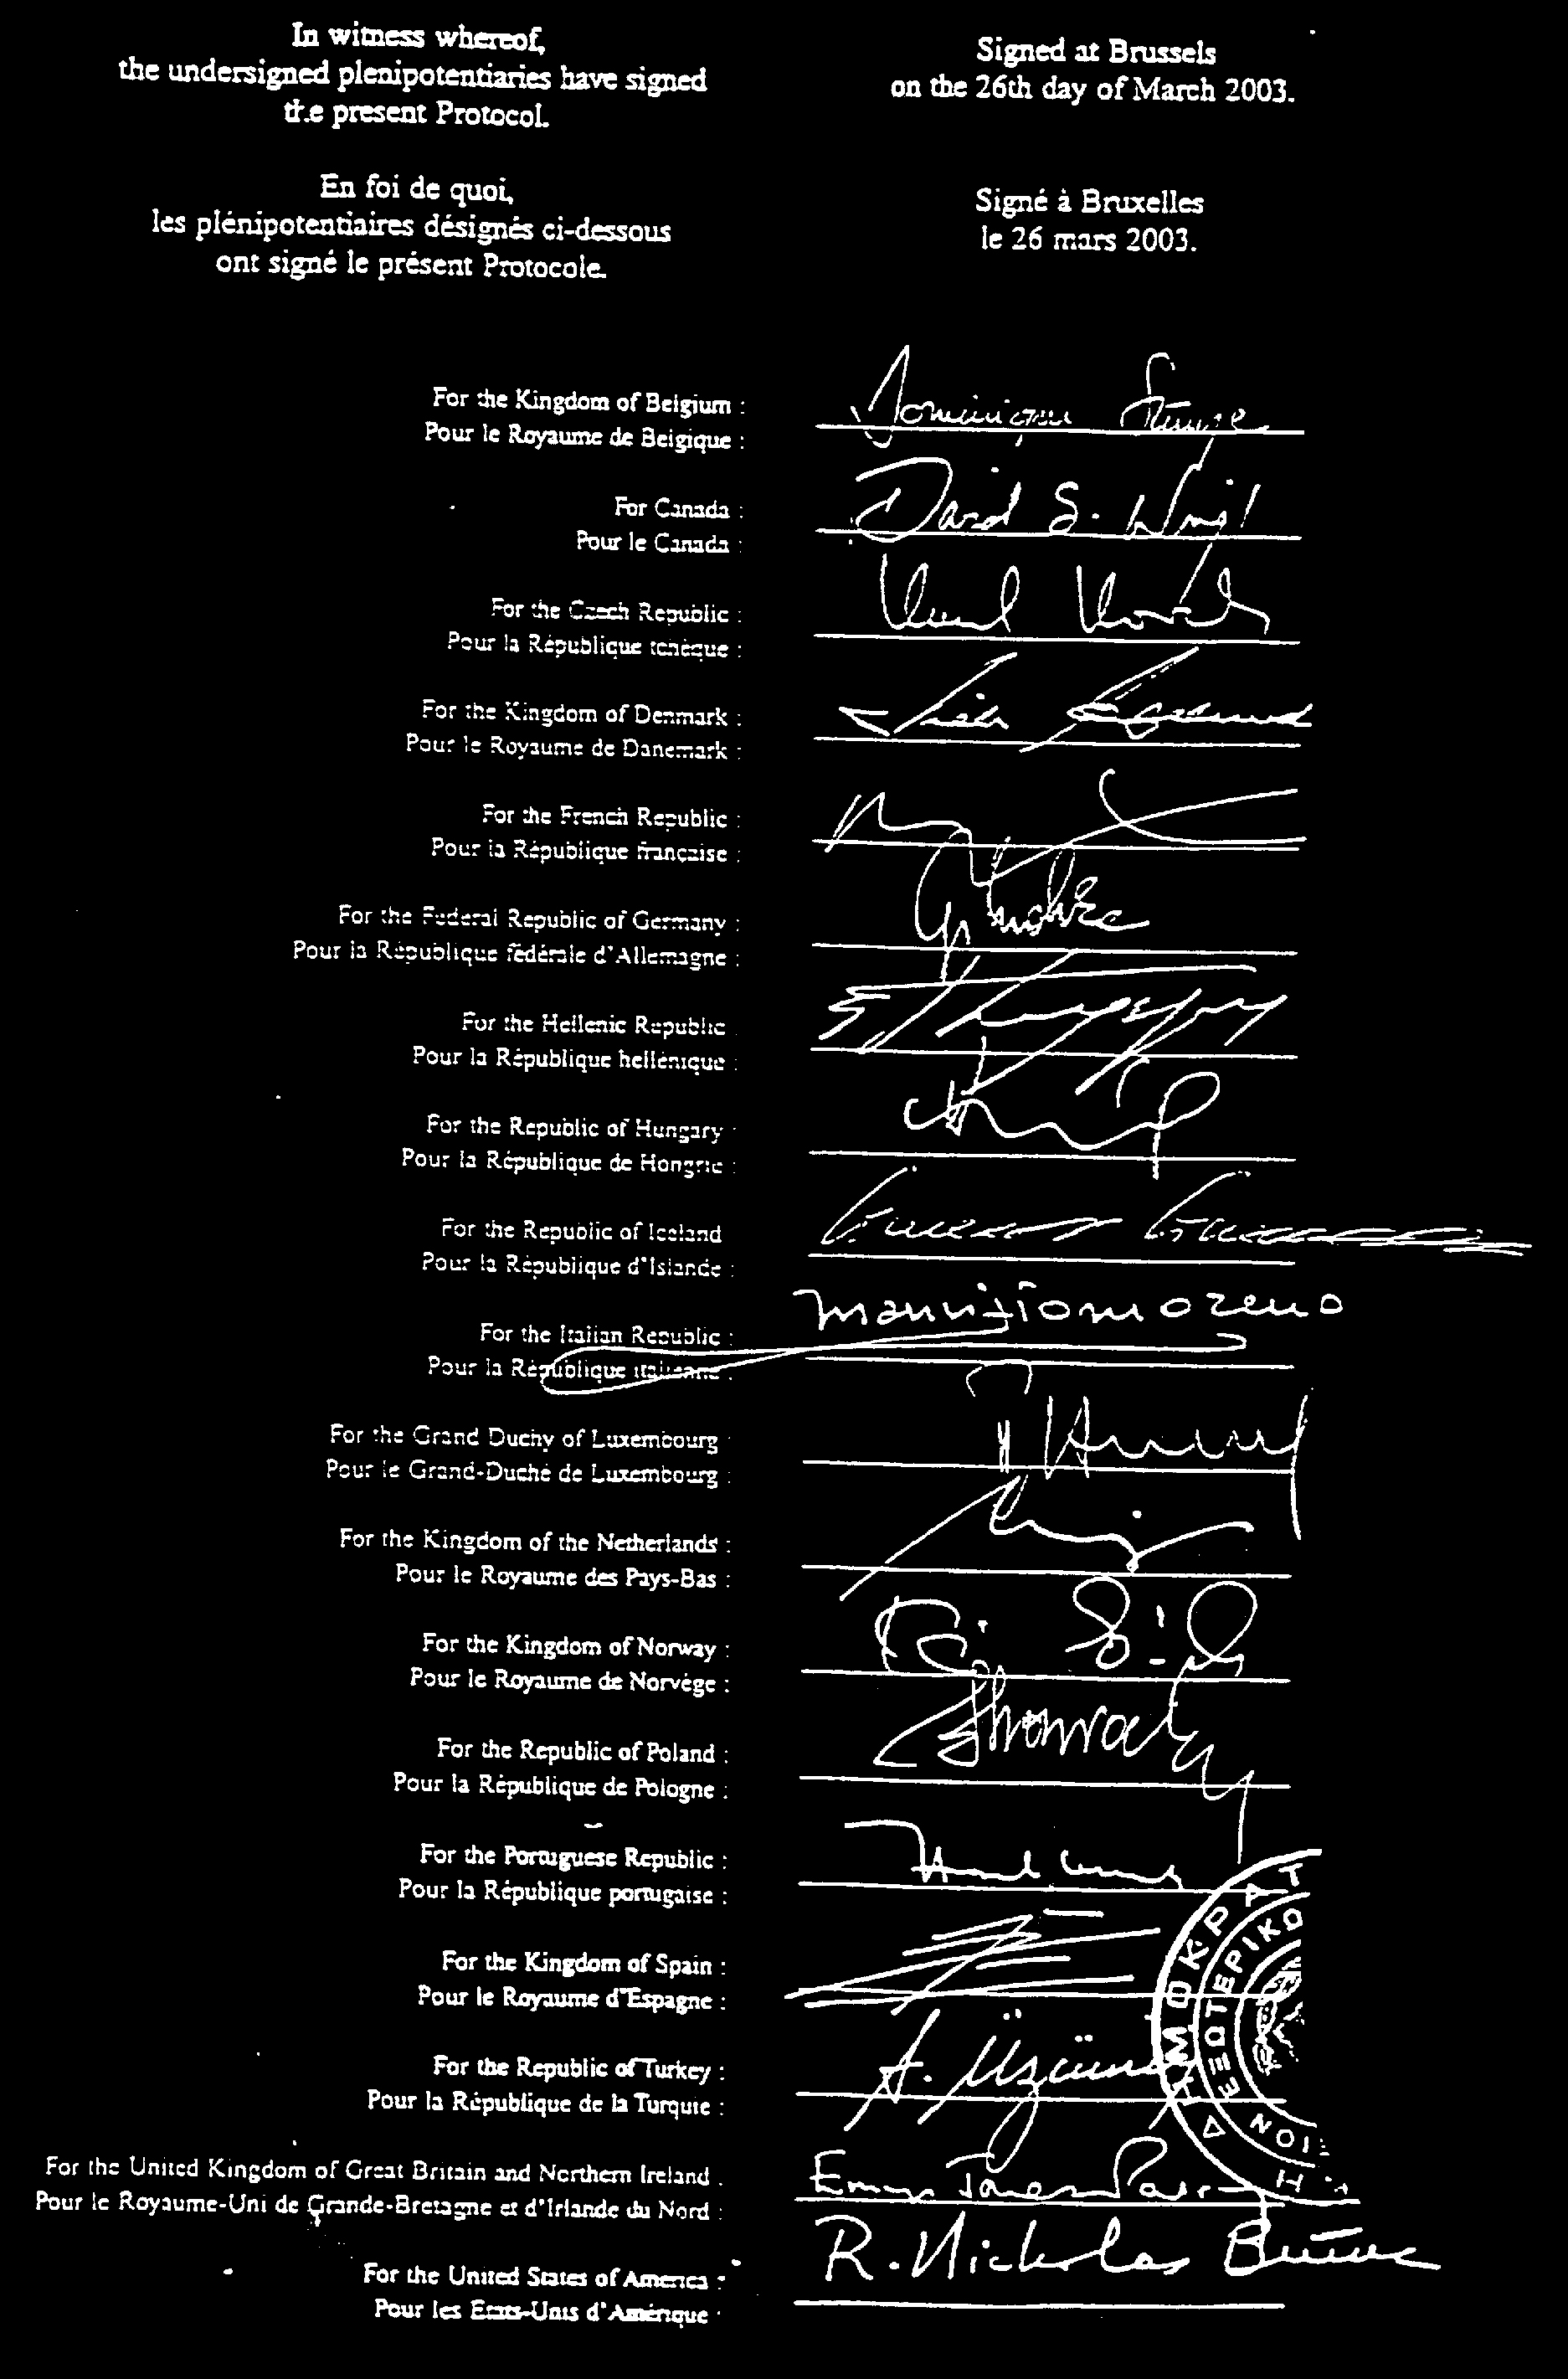 In witness whereof,
the undersigned plenipotentiaries have signed
the present Protocol.
Signed at Brussels
on the 26th day of March 2003.
En foi de quoi,
les plénipotentiaires désignés ci-dessous
ont signé le présent Protocole.
Signé à Bruxelles
le 26 mars 2003.
For the Kingdom of Belgium :
Pour le Royaume de Belgique :
Dominique
For Canada :
Pour le Canada :
David S. Wright
For the Czech Republic :
Pour la République tchèque :
For the Kingdom of Denmark :
Pour le Royaume de Danemark :
For the French Republic :
Pour la République française :
For the Federal Republic of Germany :
Pour la République fédérale d'Allemagne :
For the Hellenic Republic
Pour la République hellénique :
For the Republic of Hungary :
Pour la République de Hongrie :
For the Republic of Iceland
Pour la République d'Islande :
For the Italian Republic :
Pour la République italienne :
maurizio moreno
For the Grand Duchy of Luxembourg :
Pour le Grand-Duché de Luxembourg :
For the Kingdom of the Netherlands :
Pour le Royaume des Pays-Bas :
For the Kingdom of Norway :
Pour le Royaume de Norvège :
For the Republic of Poland :
Pour la République de Pologne :
For the Portuguese Republic :
Pour la République portugaise :
For the Kingdom of Spain :
Pour le Royaume d'Espagne :
For the Republic of Turkey :
Pour la République de la Turquie :
A. Üzümcü
For the United Kingdom of Great Britain and Northern Ireland .
Pour le Royaume-Uni de Grande-Bretagne et d'Irlande du Nord :
Emyr Jones Parry
For the United States of America :
Pour les Etats-Unis d'Amérique :
R. Nicholas Burns